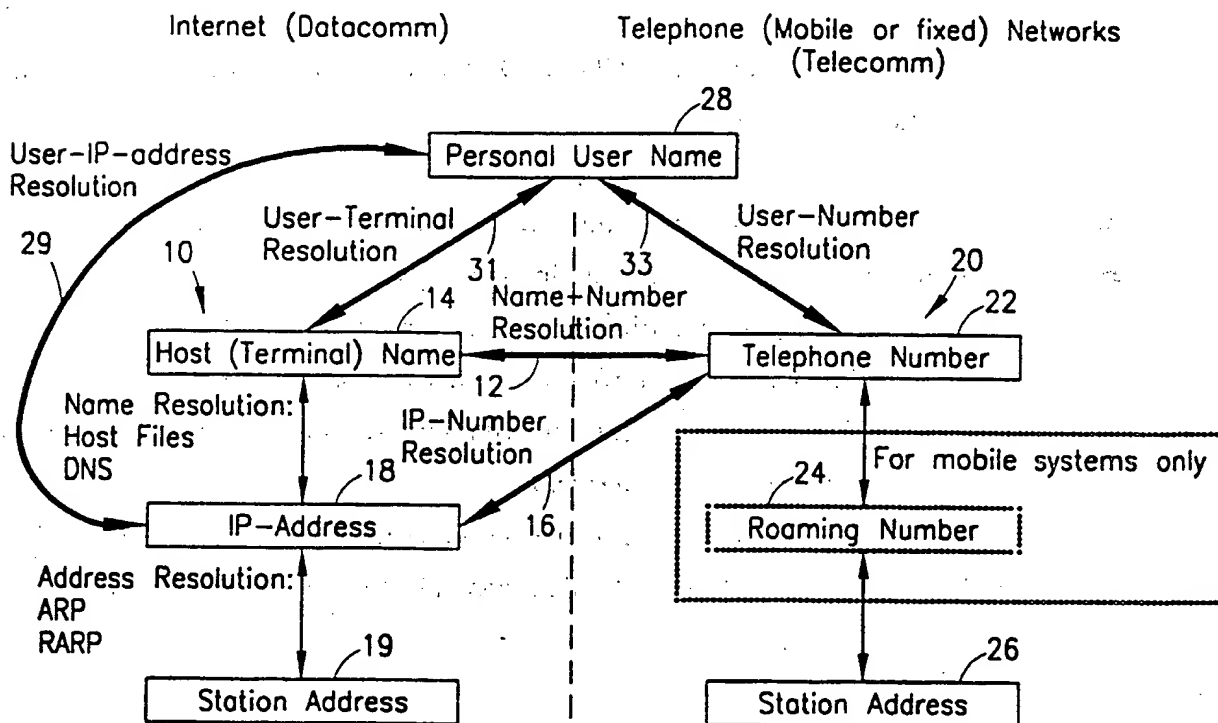 Internet (Datacomm)
Telephone (Mobile or fixed) Networks
(Telecomm)
28
User-IP-address
Resolution
Personal User Name
User-Terminal
Resolution
User-Number
Resolution
29
10
31
33
20
14
Name-Number
Resolution
22
Host (Terminal) Name
Telephone Number
12
Name Resolution:
Host Files
DNS
IP-Number
Resolution
18
16
For mobile systems only
24
IP-Address
Roaming Number
Address Resolution:
ARP
RARP
19
26
Station Address
Station Address